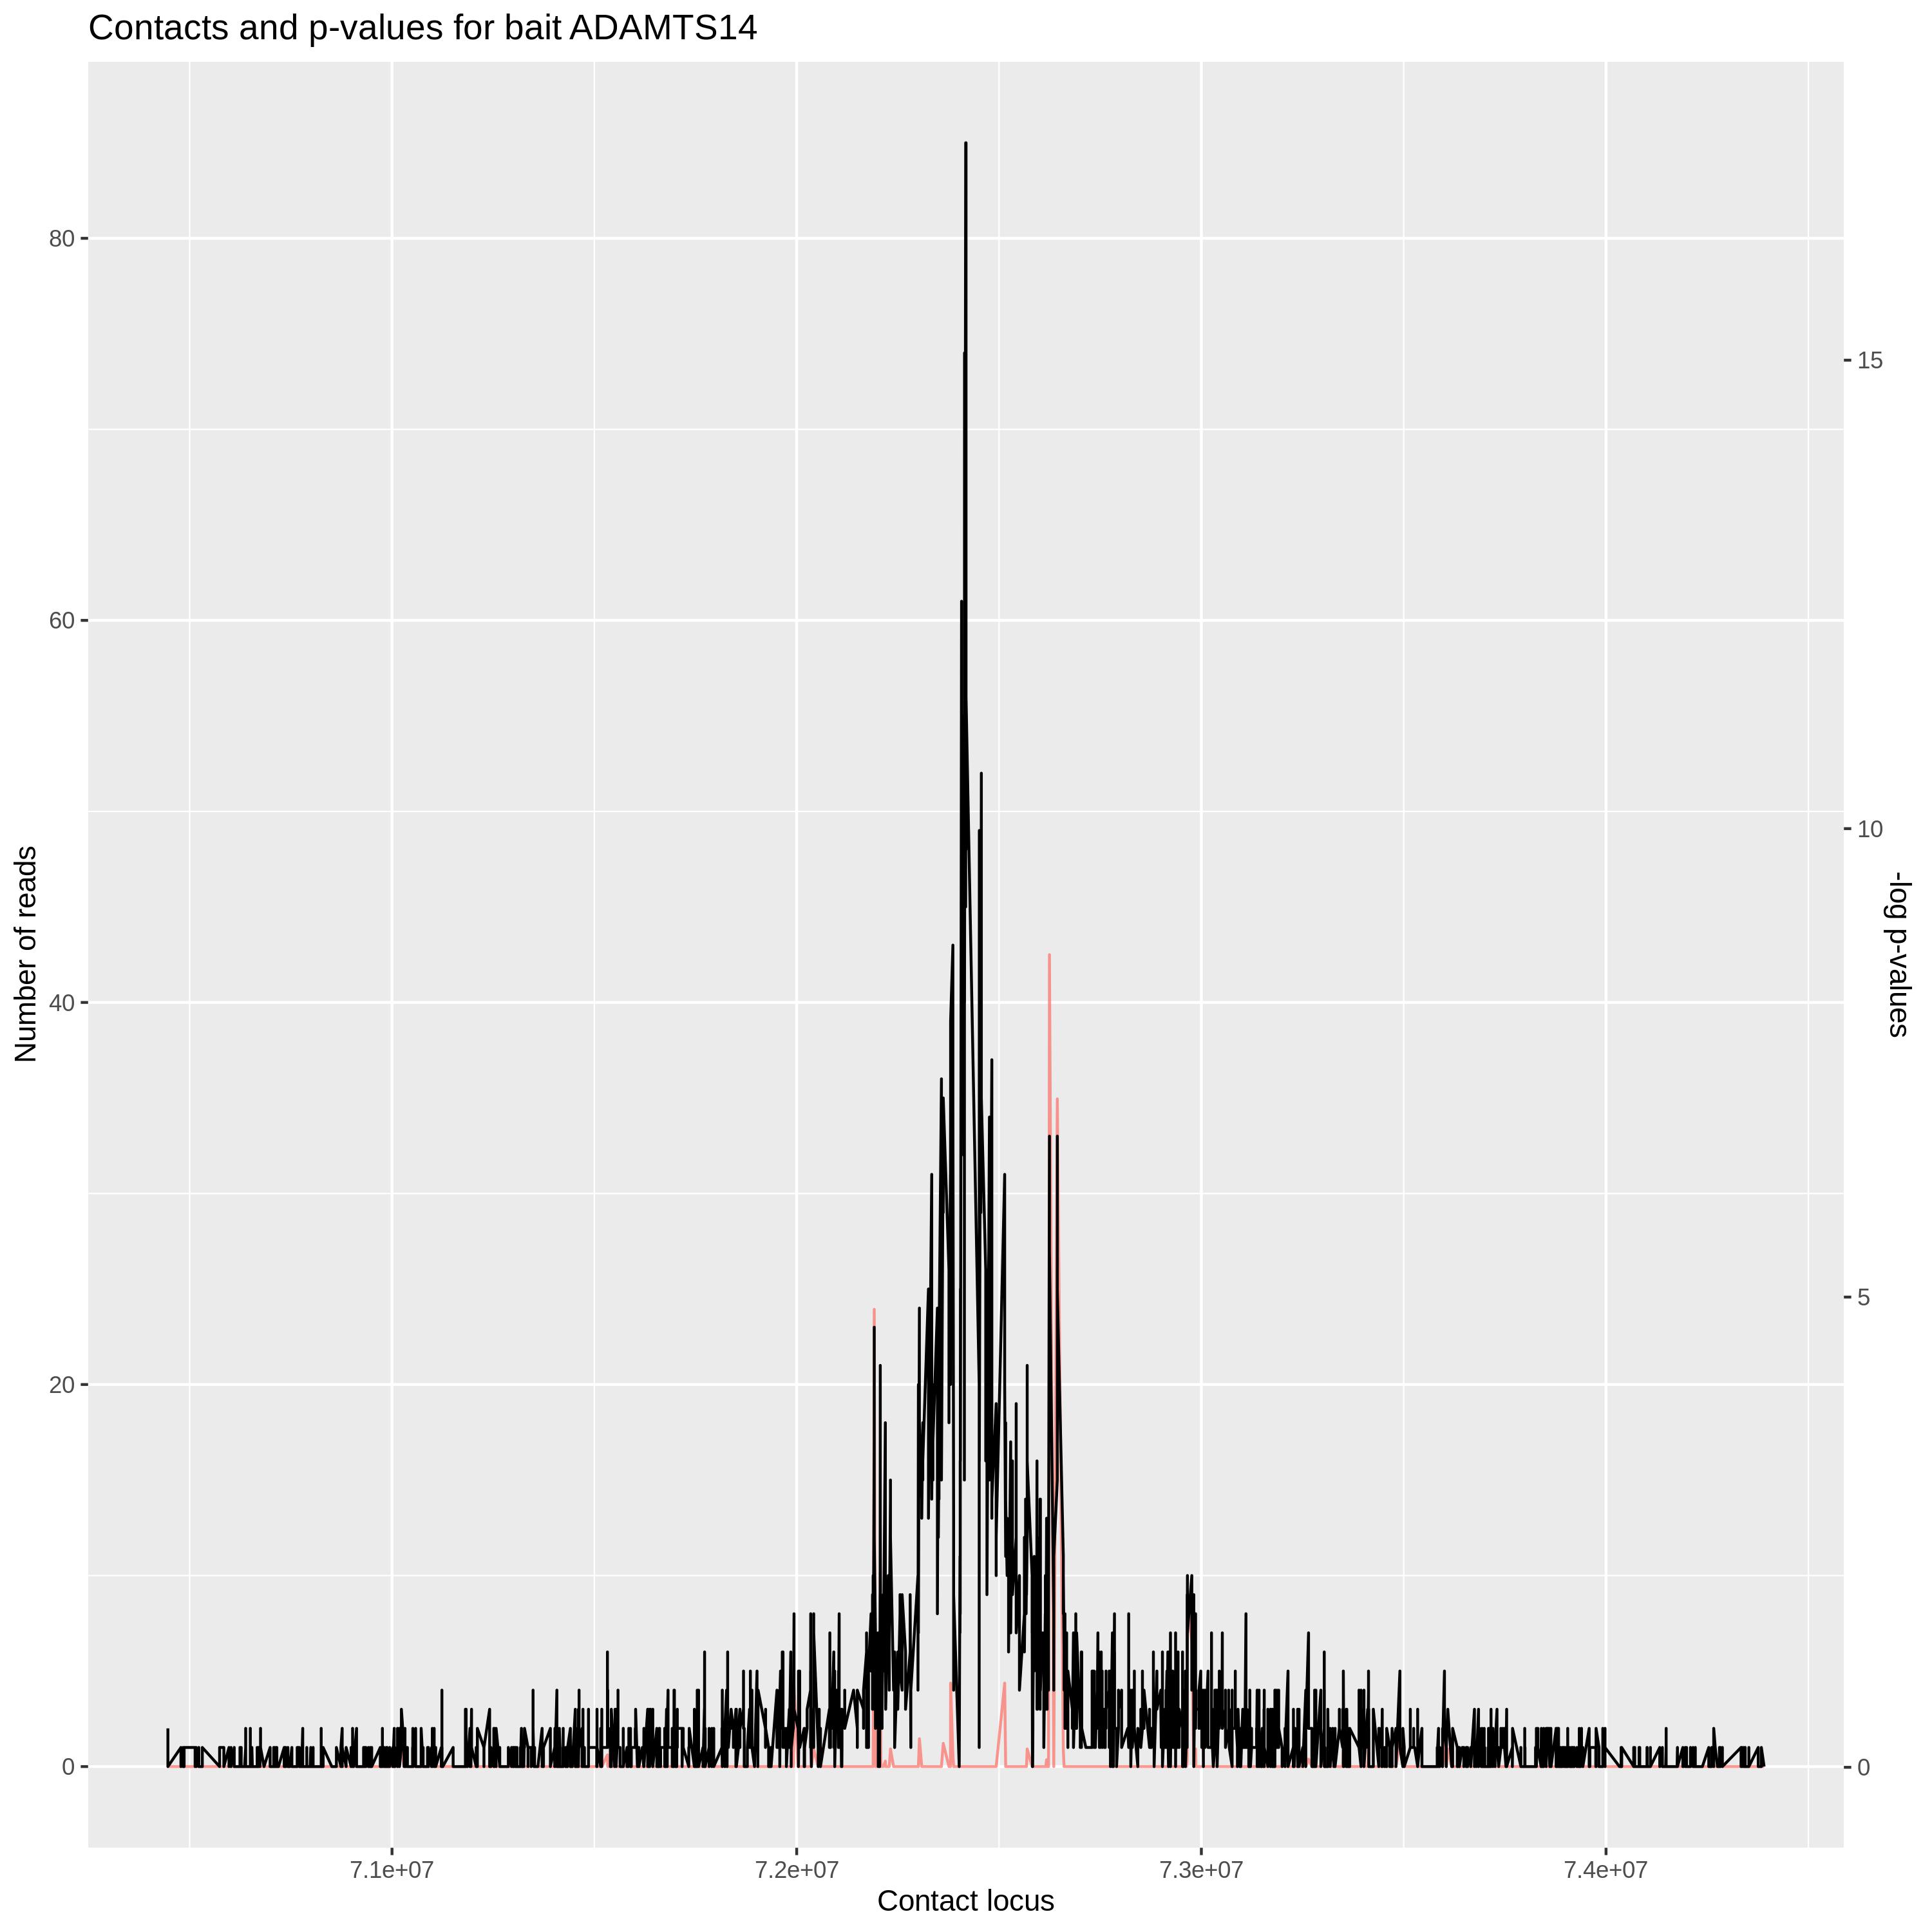 Contacts and p-values for bait ADAMTS14
80
60
40
20
0
15
10
5
0
Number of reads
-log p-values
7.1e+07 7.2e+07 7.3e+07 7.4e+07
Contact locus